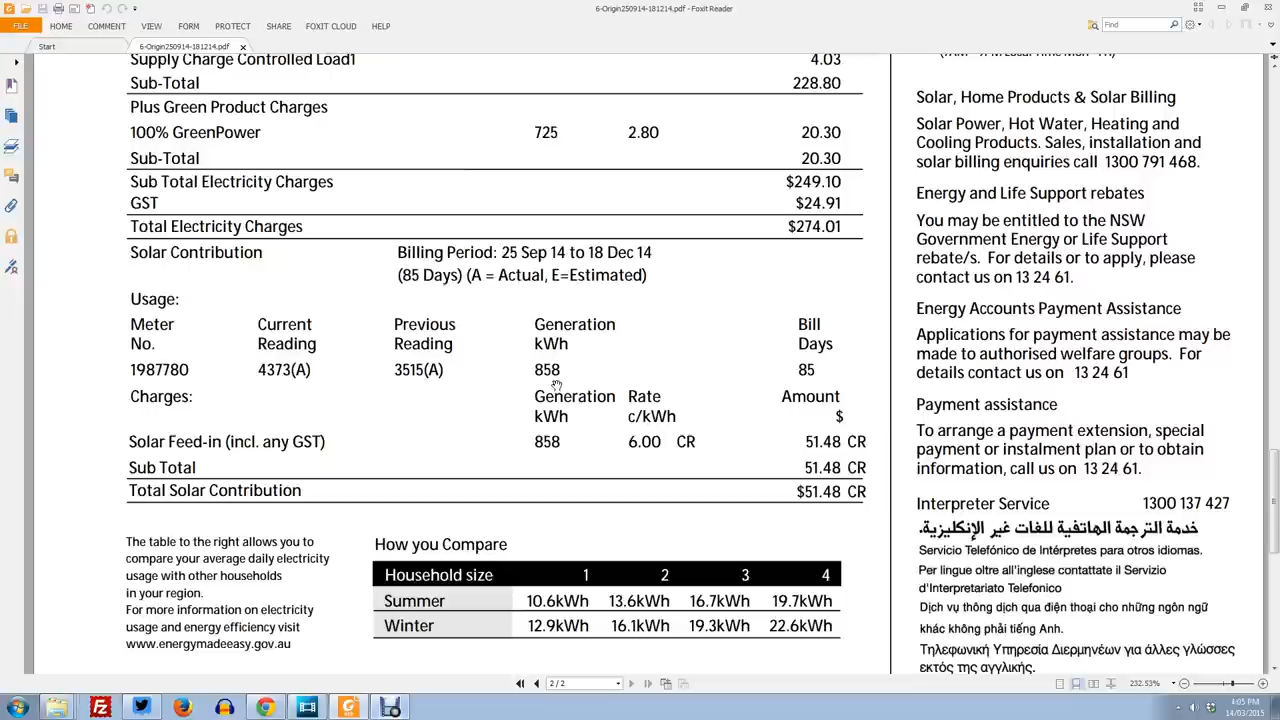 6-Origin250914-181214.pdf - Foxit Reader
FILE HOME COMMENT VIEW FORM PROTECT SHARE FOXIT CLOUD HELP Find
Start 6-Origin250914-181214.pdf
Supply Charge Controlled Load1 4.03
Sub-Total 228.80
Plus Green Product Charges
100% GreenPower 725 2.80 20.30
Sub-Total 20.30
Sub Total Electricity Charges $249.10
GST $24.91
Total Electricity Charges $274.01
Solar Contribution Billing Period: 25 Sep 14 to 18 Dec 14
(85 Days) (A = Actual, E=Estimated)
Usage:
Meter Current Previous Generation Bill
No. Reading Reading kWh Days
1987780 4373(A) 3515(A) 858 85
Charges: Generation Rate Amount
kWh c/kWh $
Solar Feed-in (incl. any GST) 858 6.00 CR 51.48 CR
Sub Total 51.48 CR
Total Solar Contribution $51.48 CR
The table to the right allows you to
compare your average daily electricity
usage with other households
in your region.
For more information on electricity
usage and energy efficiency visit
www.energymadeeasy.gov.au
How you Compare
Household size 1 2 3 4
Summer 10.6kWh 13.6kWh 16.7kWh 19.7kWh
Winter 12.9kWh 16.1kWh 19.3kWh 22.6kWh
Solar, Home Products & Solar Billing
Solar Power, Hot Water, Heating and
Cooling Products. Sales, installation and
solar billing enquiries call 1300 791 468.
Energy and Life Support rebates
You may be entitled to the NSW
Government Energy or Life Support
rebate/s. For details or to apply, please
contact us on 13 24 61.
Energy Accounts Payment Assistance
Applications for payment assistance may be
made to authorised welfare groups. For
details contact us on 13 24 61
Payment assistance
To arrange a payment extension, special
payment or instalment plan or to obtain
information, call us on 13 24 61.
Interpreter Service 1300 137 427
خدمة الترجمة الهاتفية للغات غير الإنكليزية.
Servicio Telefónico de Intérpretes para otros idiomas.
Per lingue oltre all'inglese contattate il Servizio
d'Interpretariato Telefonico
Dịch vụ thông dịch qua điện thoại cho những ngôn ngữ
khác không phải tiếng Anh.
Τηλεφωνική Υπηρεσία Διερμηνέων για άλλες γλώσσες
εκτός της αγγλικής.
2 / 2 232.53%
4:05 PM
14/03/2015